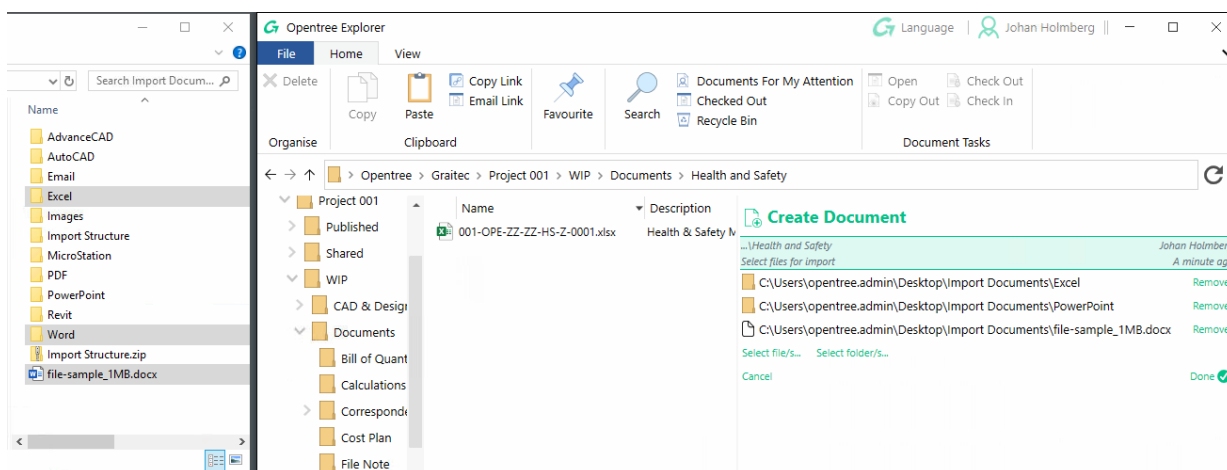 Search Import Docum...
Name
AdvanceCAD
AutoCAD
Email
Excel
Images
Import Structure
MicroStation
PDF
PowerPoint
Revit
Word
Import Structure.zip
file-sample_1MB.docx
Opentree Explorer
Language
Johan Holmberg
File
Home
View
Delete
Copy
Paste
Copy Link
Email Link
Favourite
Search
Documents For My Attention
Checked Out
Recycle Bin
Open
Copy Out
Check Out
Check In
Organise
Clipboard
Document Tasks
> Opentree > Graitec > Project 001 > WIP > Documents > Health and Safety
Project 001
Published
Shared
WIP
CAD & Desigr
Documents
Bill of Quant
Calculations
Corresponde
Cost Plan
File Note
Name
Description
001-OPE-ZZ-ZZ-HS-Z-0001.xlsx
Health & Safety M
Create Document
...\Health and Safety
Johan Holmber
Select files for import
A minute ag
C:\Users\opentree.admin\Desktop\Import Documents\Excel
Remove
C:\Users\opentree.admin\Desktop\Import Documents\PowerPoint
Remove
C:\Users\opentree.admin\Desktop\Import Documents\file-sample_1MB.docx
Remove
Select file/s...
Select folder/s...
Cancel
Done